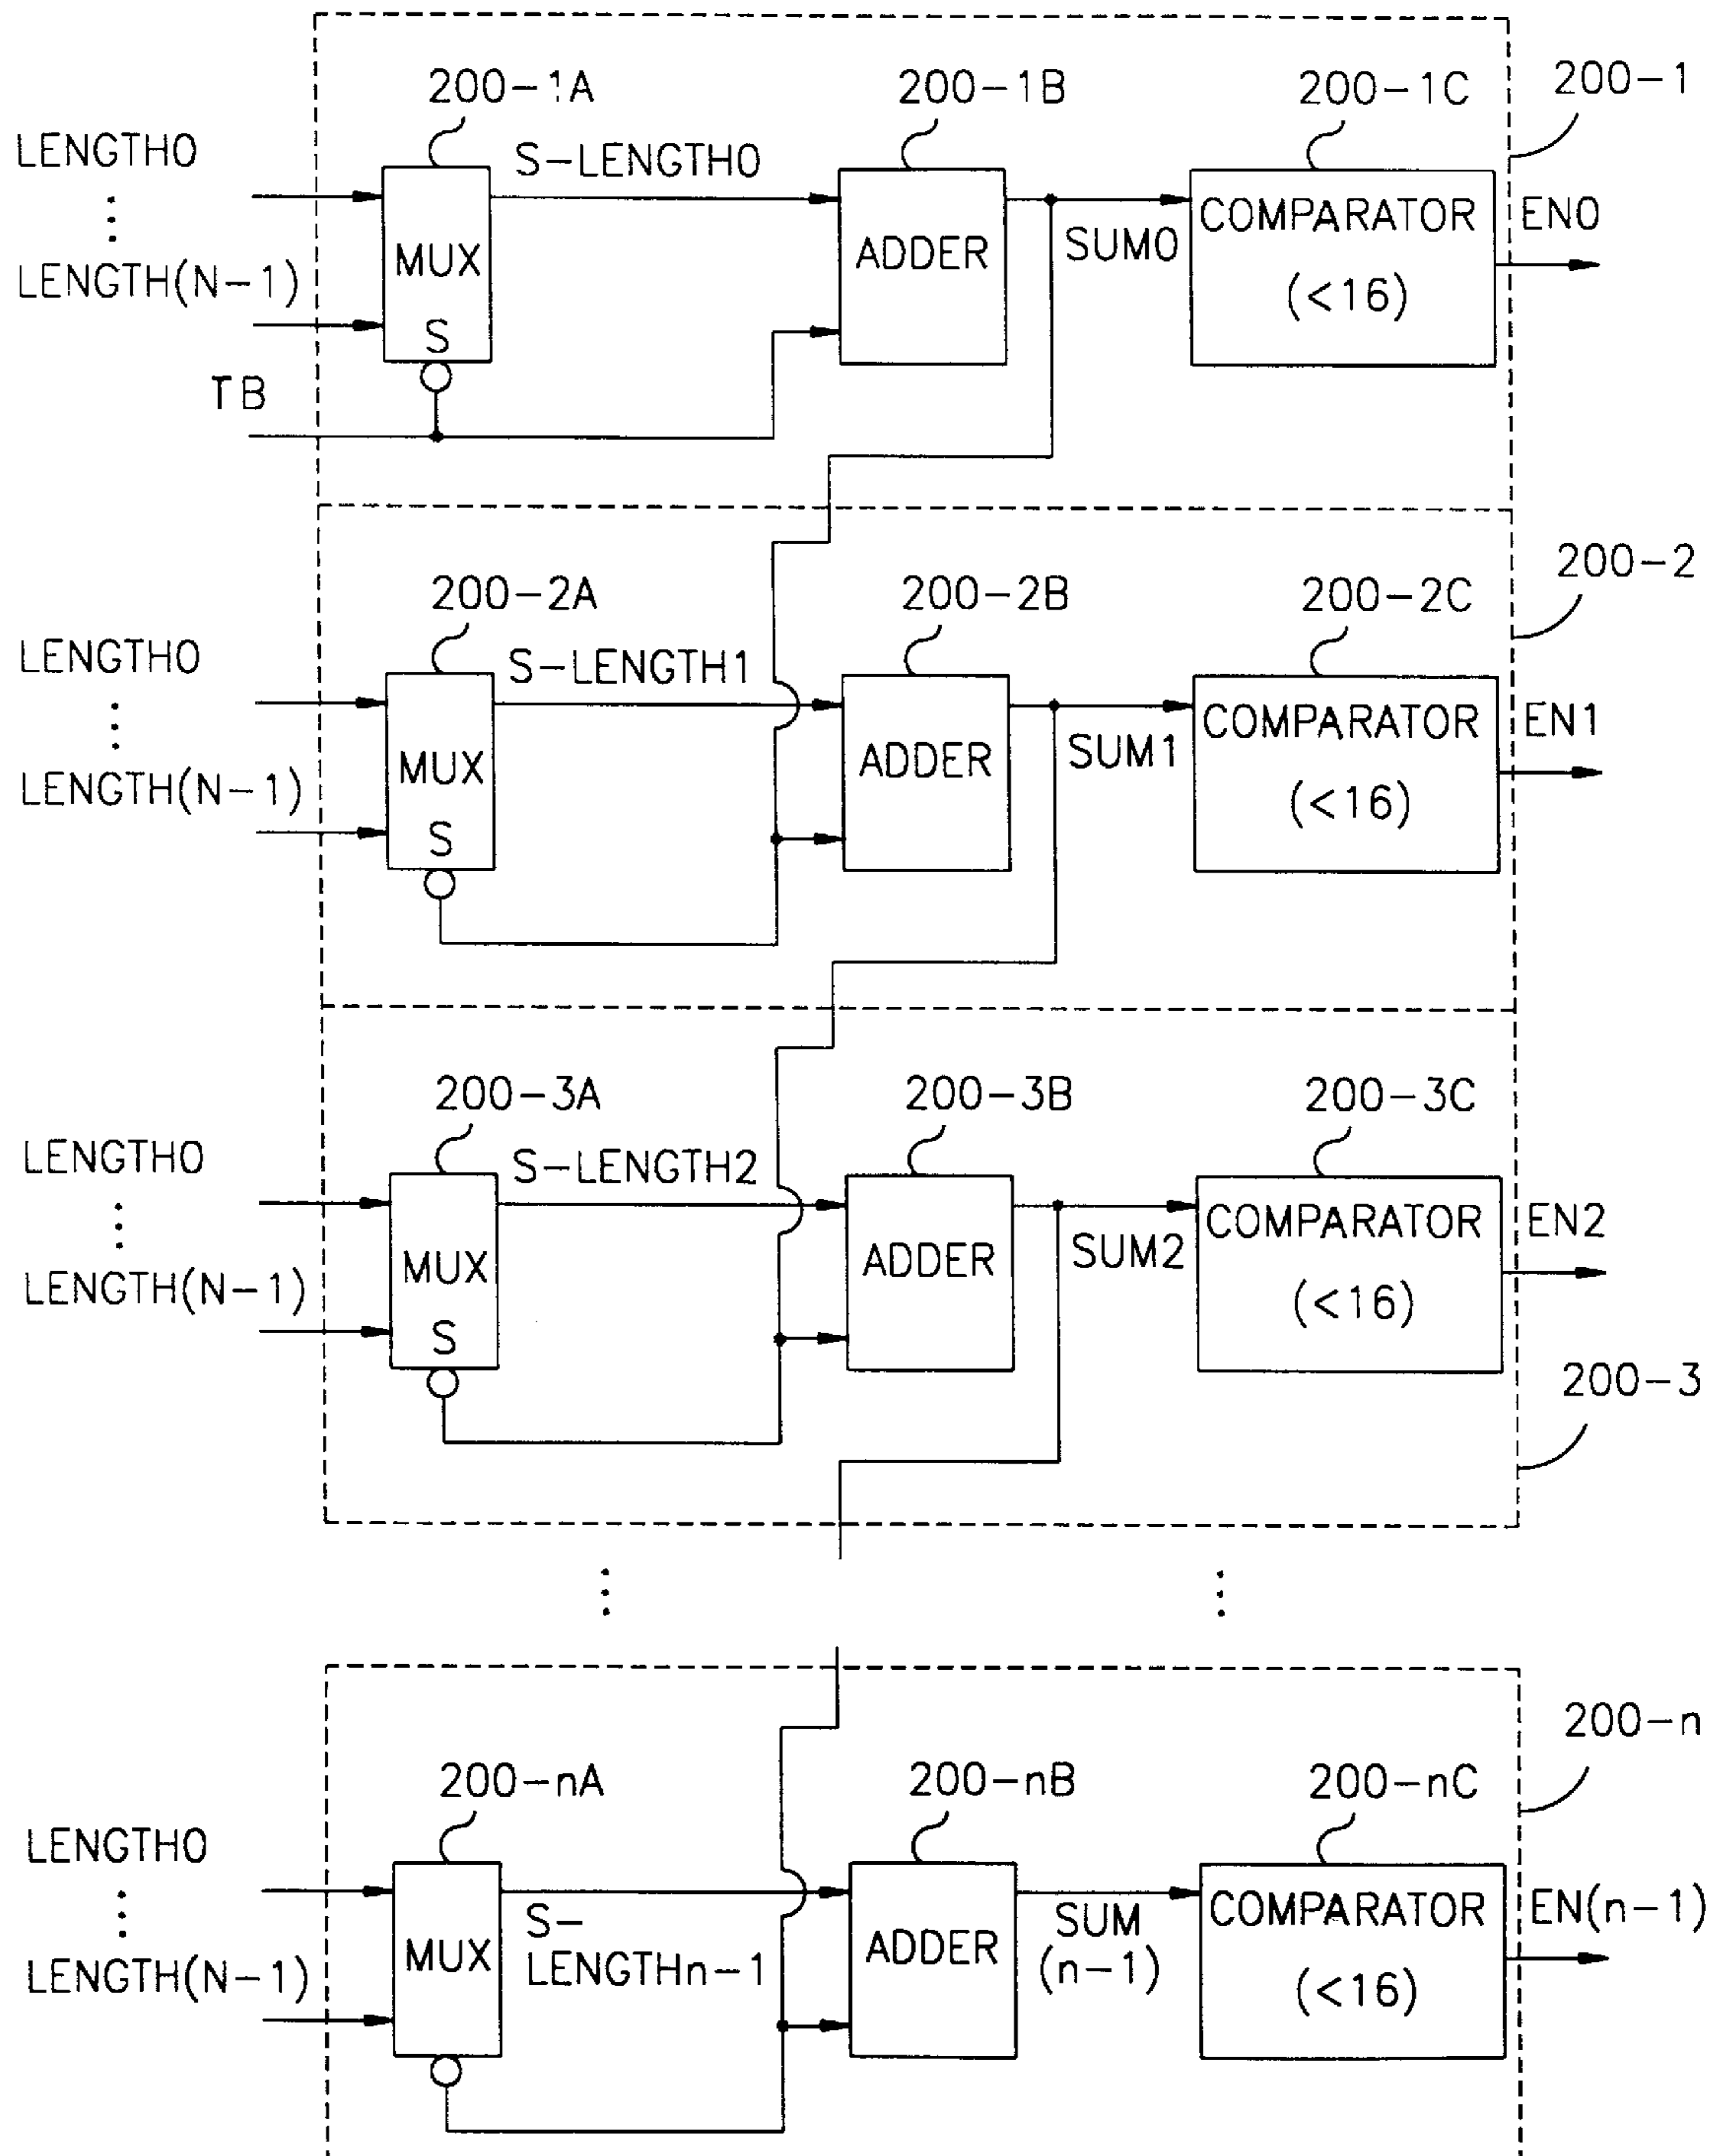 200-1A
200-1B
200-1C
200-1
LENGTH0
S-LENGTH0
MUX
ADDER
SUM0
COMPARATOR
(<16)
EN0
LENGTH(N-1)
S
TB
200-2A
200-2B
200-2C
200-2
LENGTH0
S-LENGTH1
MUX
ADDER
SUM1
COMPARATOR
(<16)
EN1
LENGTH(N-1)
S
200-3A
200-3B
200-3C
LENGTH0
S-LENGTH2
MUX
ADDER
SUM2
COMPARATOR
(<16)
EN2
LENGTH(N-1)
S
200-3
200-n
200-nA
200-nB
200-nC
LENGTH0
S-
LENGTHn-1
MUX
ADDER
SUM
(n-1)
COMPARATOR
(<16)
EN(n-1)
LENGTH(N-1)